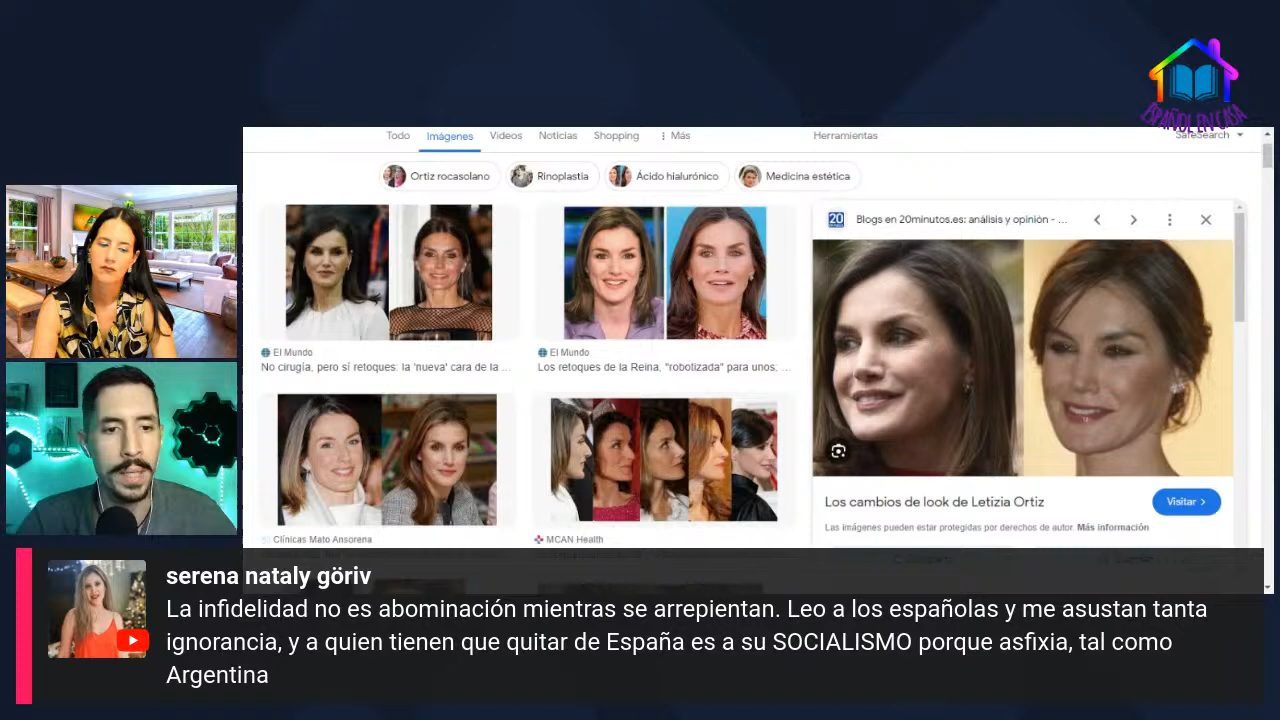 ESPAÑOL EN CASA
Todo Imágenes Videos Noticias Shopping Más Herramientas SafeSearch
Ortiz rocasolano Rinoplastia Ácido hialurónico Medicina estética
20 Blogs en 20minutos.es: análisis y opinión - ...
El Mundo
No cirugía, pero sí retoques: la 'nueva' cara de la ...
El Mundo
Los retoques de la Reina, "robotizada" para unos, ...
Clínicas Mato Ansorena
MCAN Health
Los cambios de look de Letizia Ortiz
Visitar
Las imágenes pueden estar protegidas por derechos de autor. Más información
serena nataly göriv
La infidelidad no es abominación mientras se arrepientan. Leo a los españolas y me asustan tanta
ignorancia, y a quien tienen que quitar de España es a su SOCIALISMO porque asfixia, tal como
Argentina